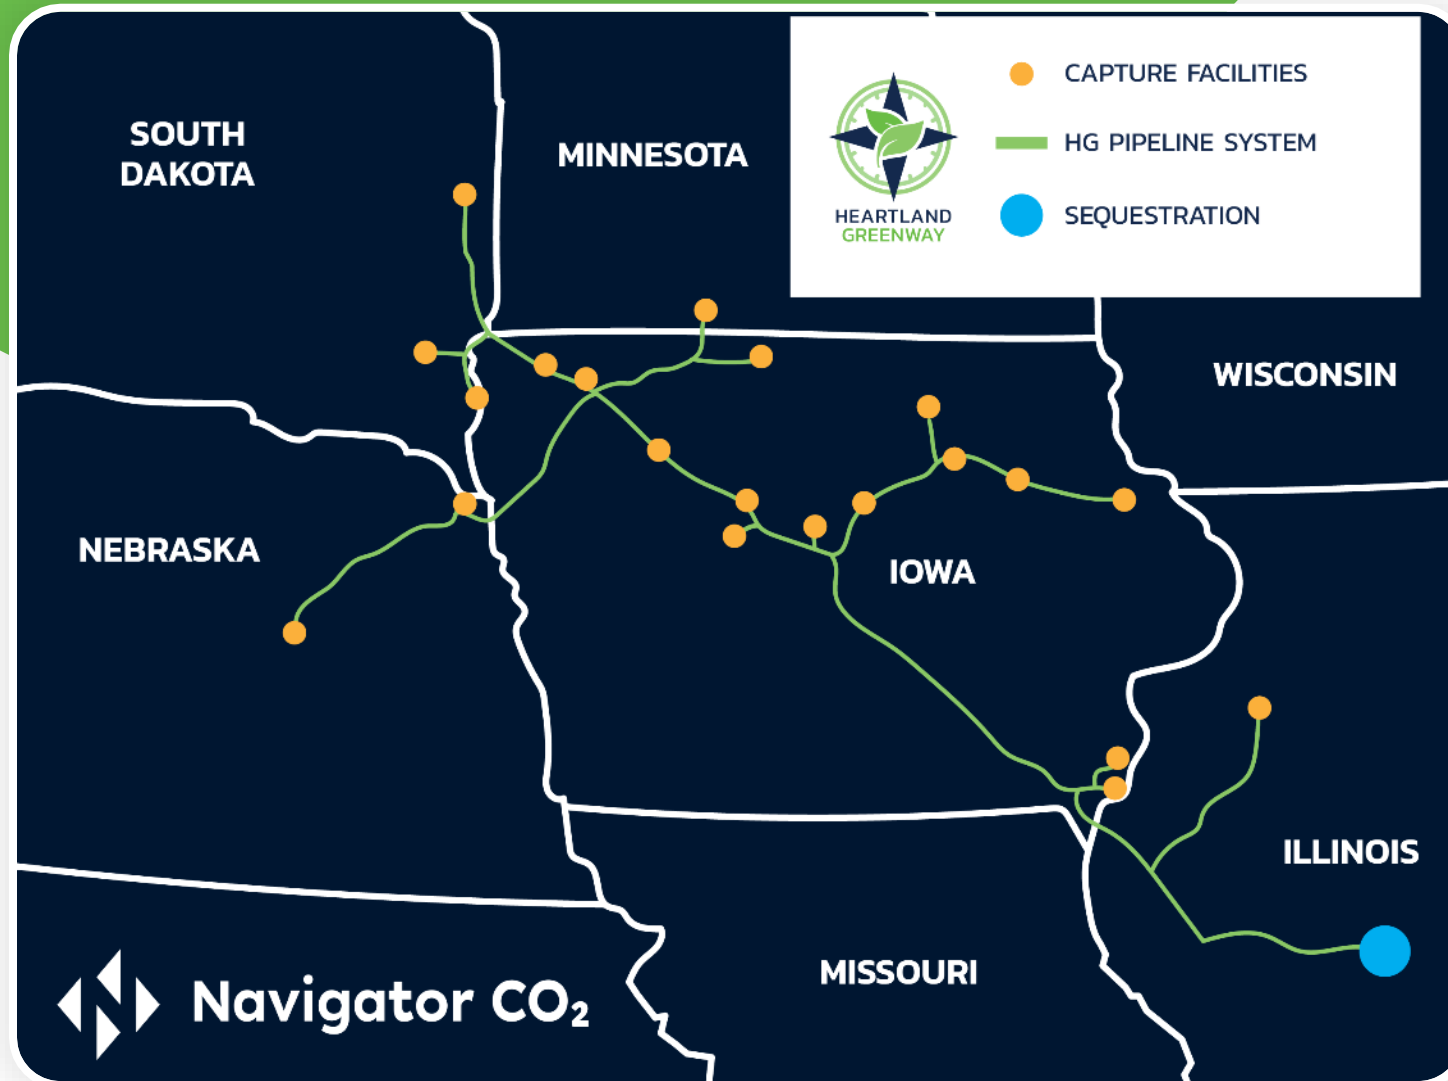 SOUTH
DAKOTA
MINNESOTA
CAPTURE FACILITIES
HG PIPELINE SYSTEM
SEQUESTRATION
HEARTLAND
GREENWAY
WISCONSIN
NEBRASKA
IOWA
ILLINOIS
MISSOURI
Navigator CO₂